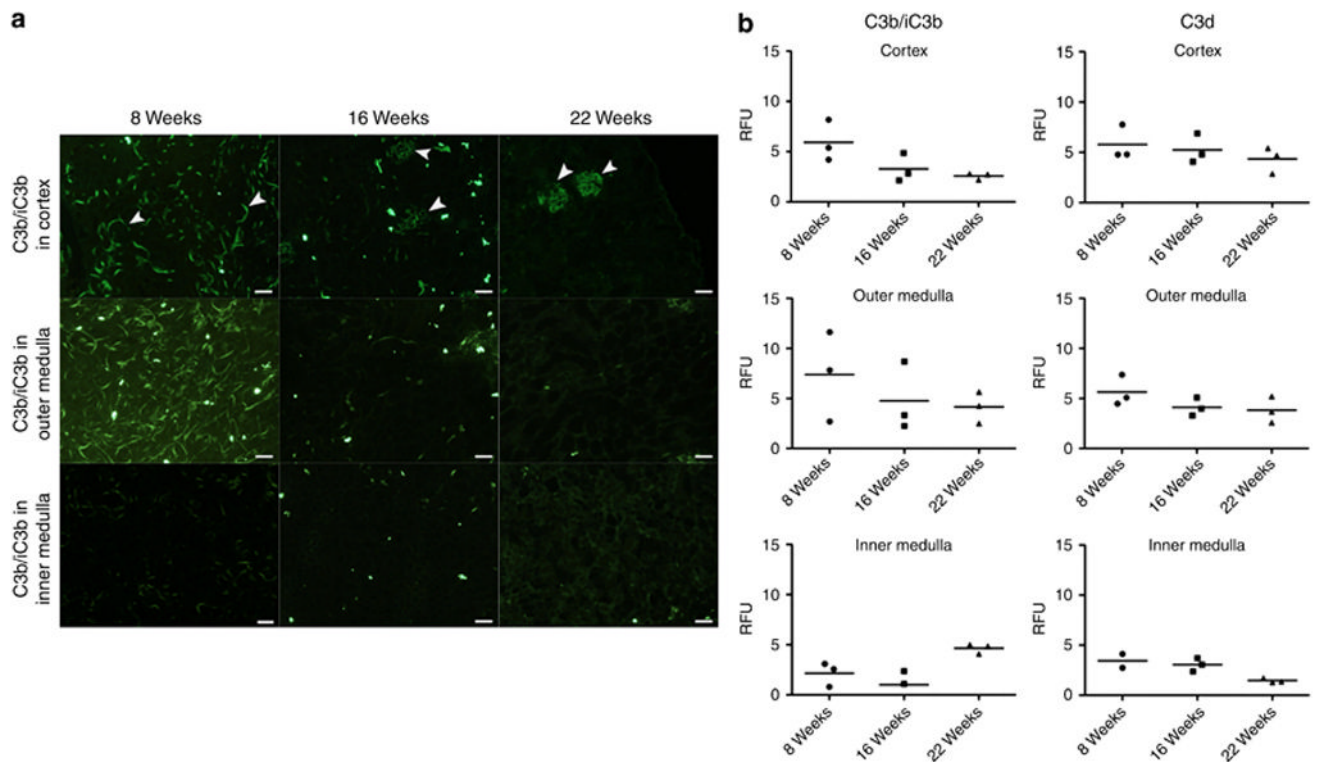 a
8 Weeks 16 Weeks 22 Weeks
C3b/iC3b
in cortex
C3b/iC3b in
outer medulla
C3b/iC3b in
inner medulla
b
C3b/iC3b
Cortex
15
10
5
0
RFU
8 Weeks
16 Weeks
22 Weeks
C3d
Cortex
15
10
5
0
RFU
8 Weeks
16 Weeks
22 Weeks
Outer medulla
15
10
5
0
RFU
8 Weeks
16 Weeks
22 Weeks
Outer medulla
15
10
5
0
RFU
8 Weeks
16 Weeks
22 Weeks
Inner medulla
15
10
5
0
RFU
8 Weeks
16 Weeks
22 Weeks
Inner medulla
15
10
5
0
RFU
8 Weeks
16 Weeks
22 Weeks